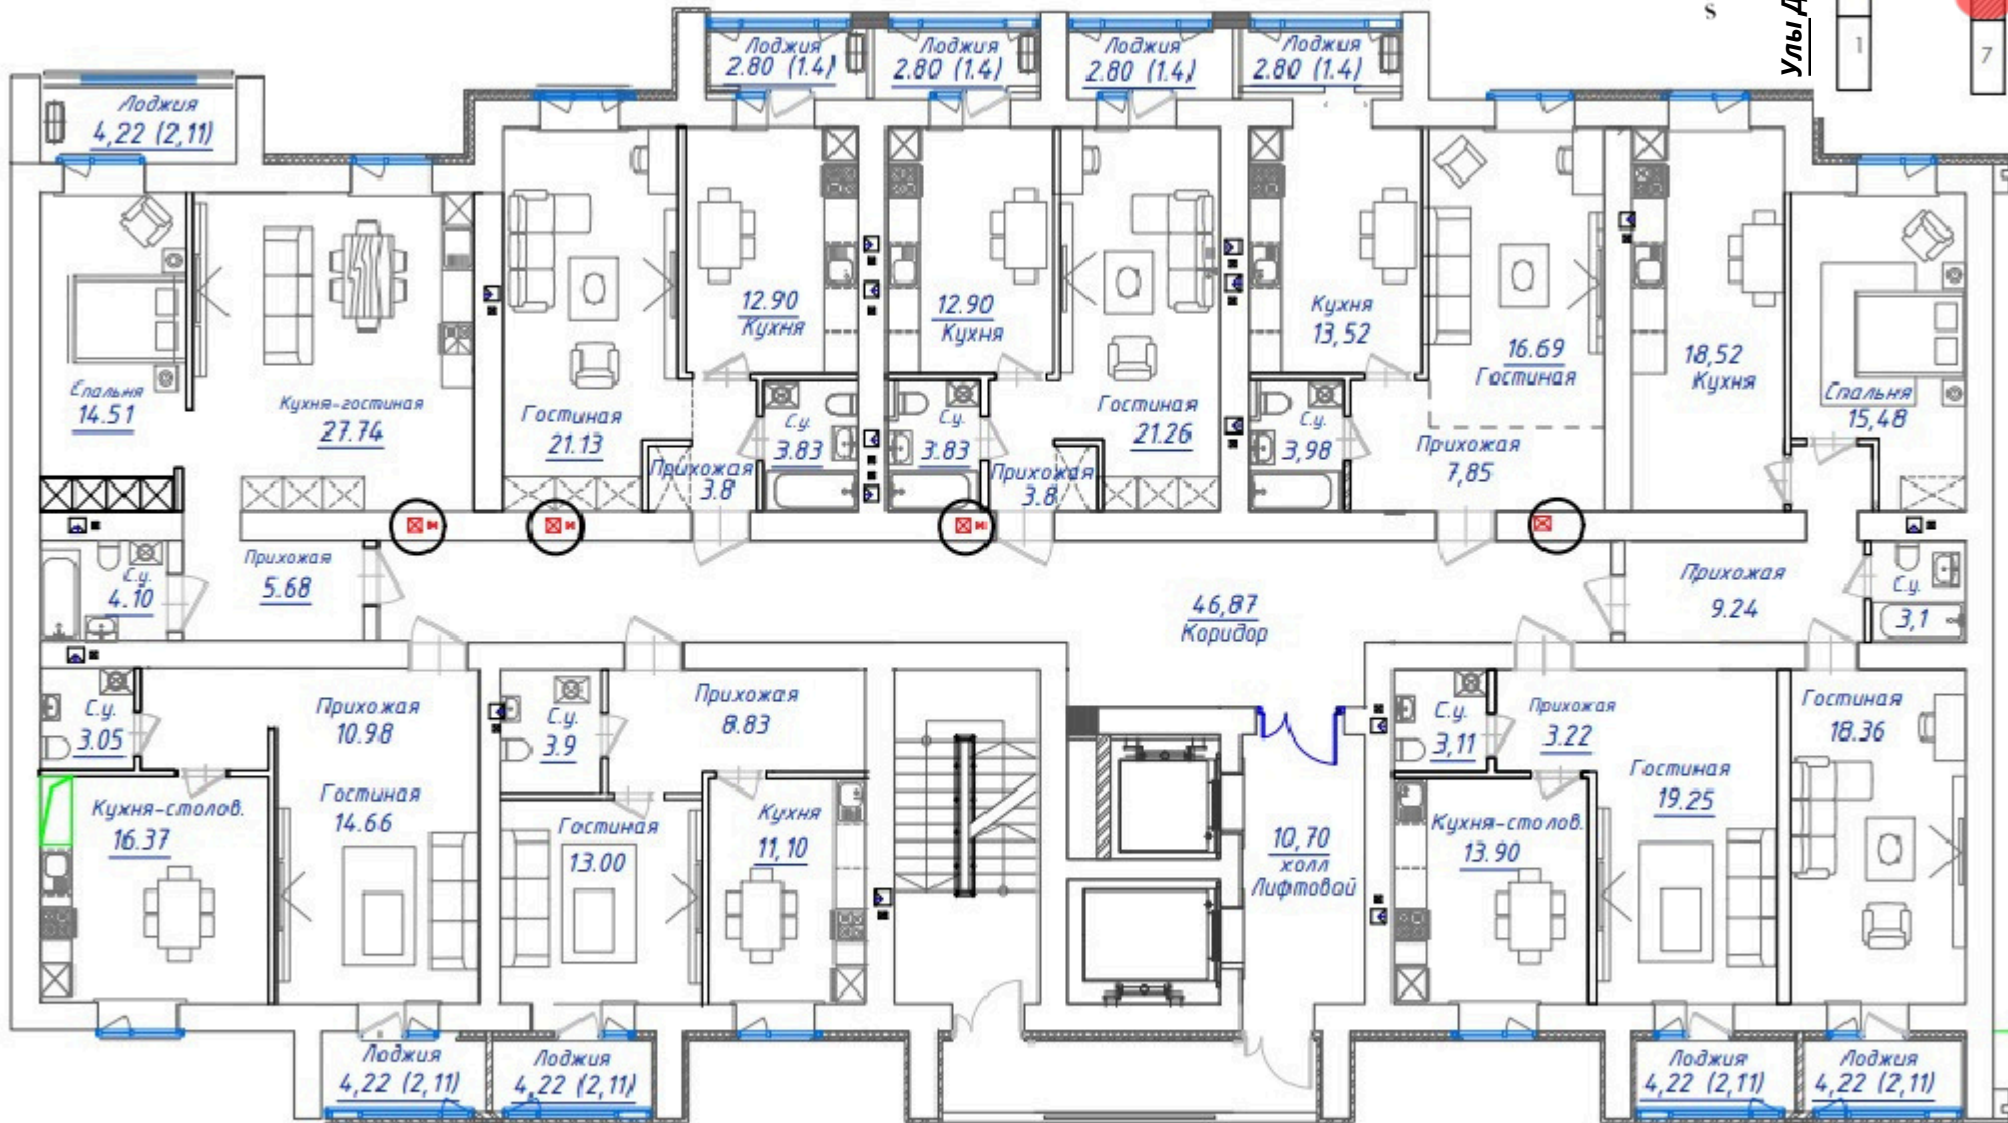 s
Улы Д
1
7
Лоджия
4,22 (2,11)
Лоджия
2.80 (1.4)
Лоджия
2.80 (1.4)
Лоджия
2.80 (1.4)
Лоджия
2.80 (1.4)
Спальня
14.51
Кухня-гостиная
27.74
Гостиная
21.13
12.90
Кухня
12.90
Кухня
Гостиная
21.26
Кухня
13,52
16.69
Гостиная
18,52
Кухня
Спальня
15,48
Прихожая
3.8
С.у.
3.83
С.у.
3.83
Прихожая
3.8
С.у.
3,98
Прихожая
7,85
С.у.
4.10
Прихожая
5.68
46,87
Коридор
Прихожая
9.24
С.у.
3,1
С.у.
3.05
Прихожая
10.98
С.у.
3.9
Прихожая
8.83
С.у.
3,11
Прихожая
3.22
Гостиная
18.36
Кухня-столов.
16.37
Гостиная
14.66
Гостиная
13.00
Кухня
11,10
10,70
холл
Лифтовой
Кухня-столов.
13.90
Гостиная
19.25
Лоджия
4,22 (2,11)
Лоджия
4,22 (2,11)
Лоджия
4,22 (2,11)
Лоджия
4,22 (2,11)